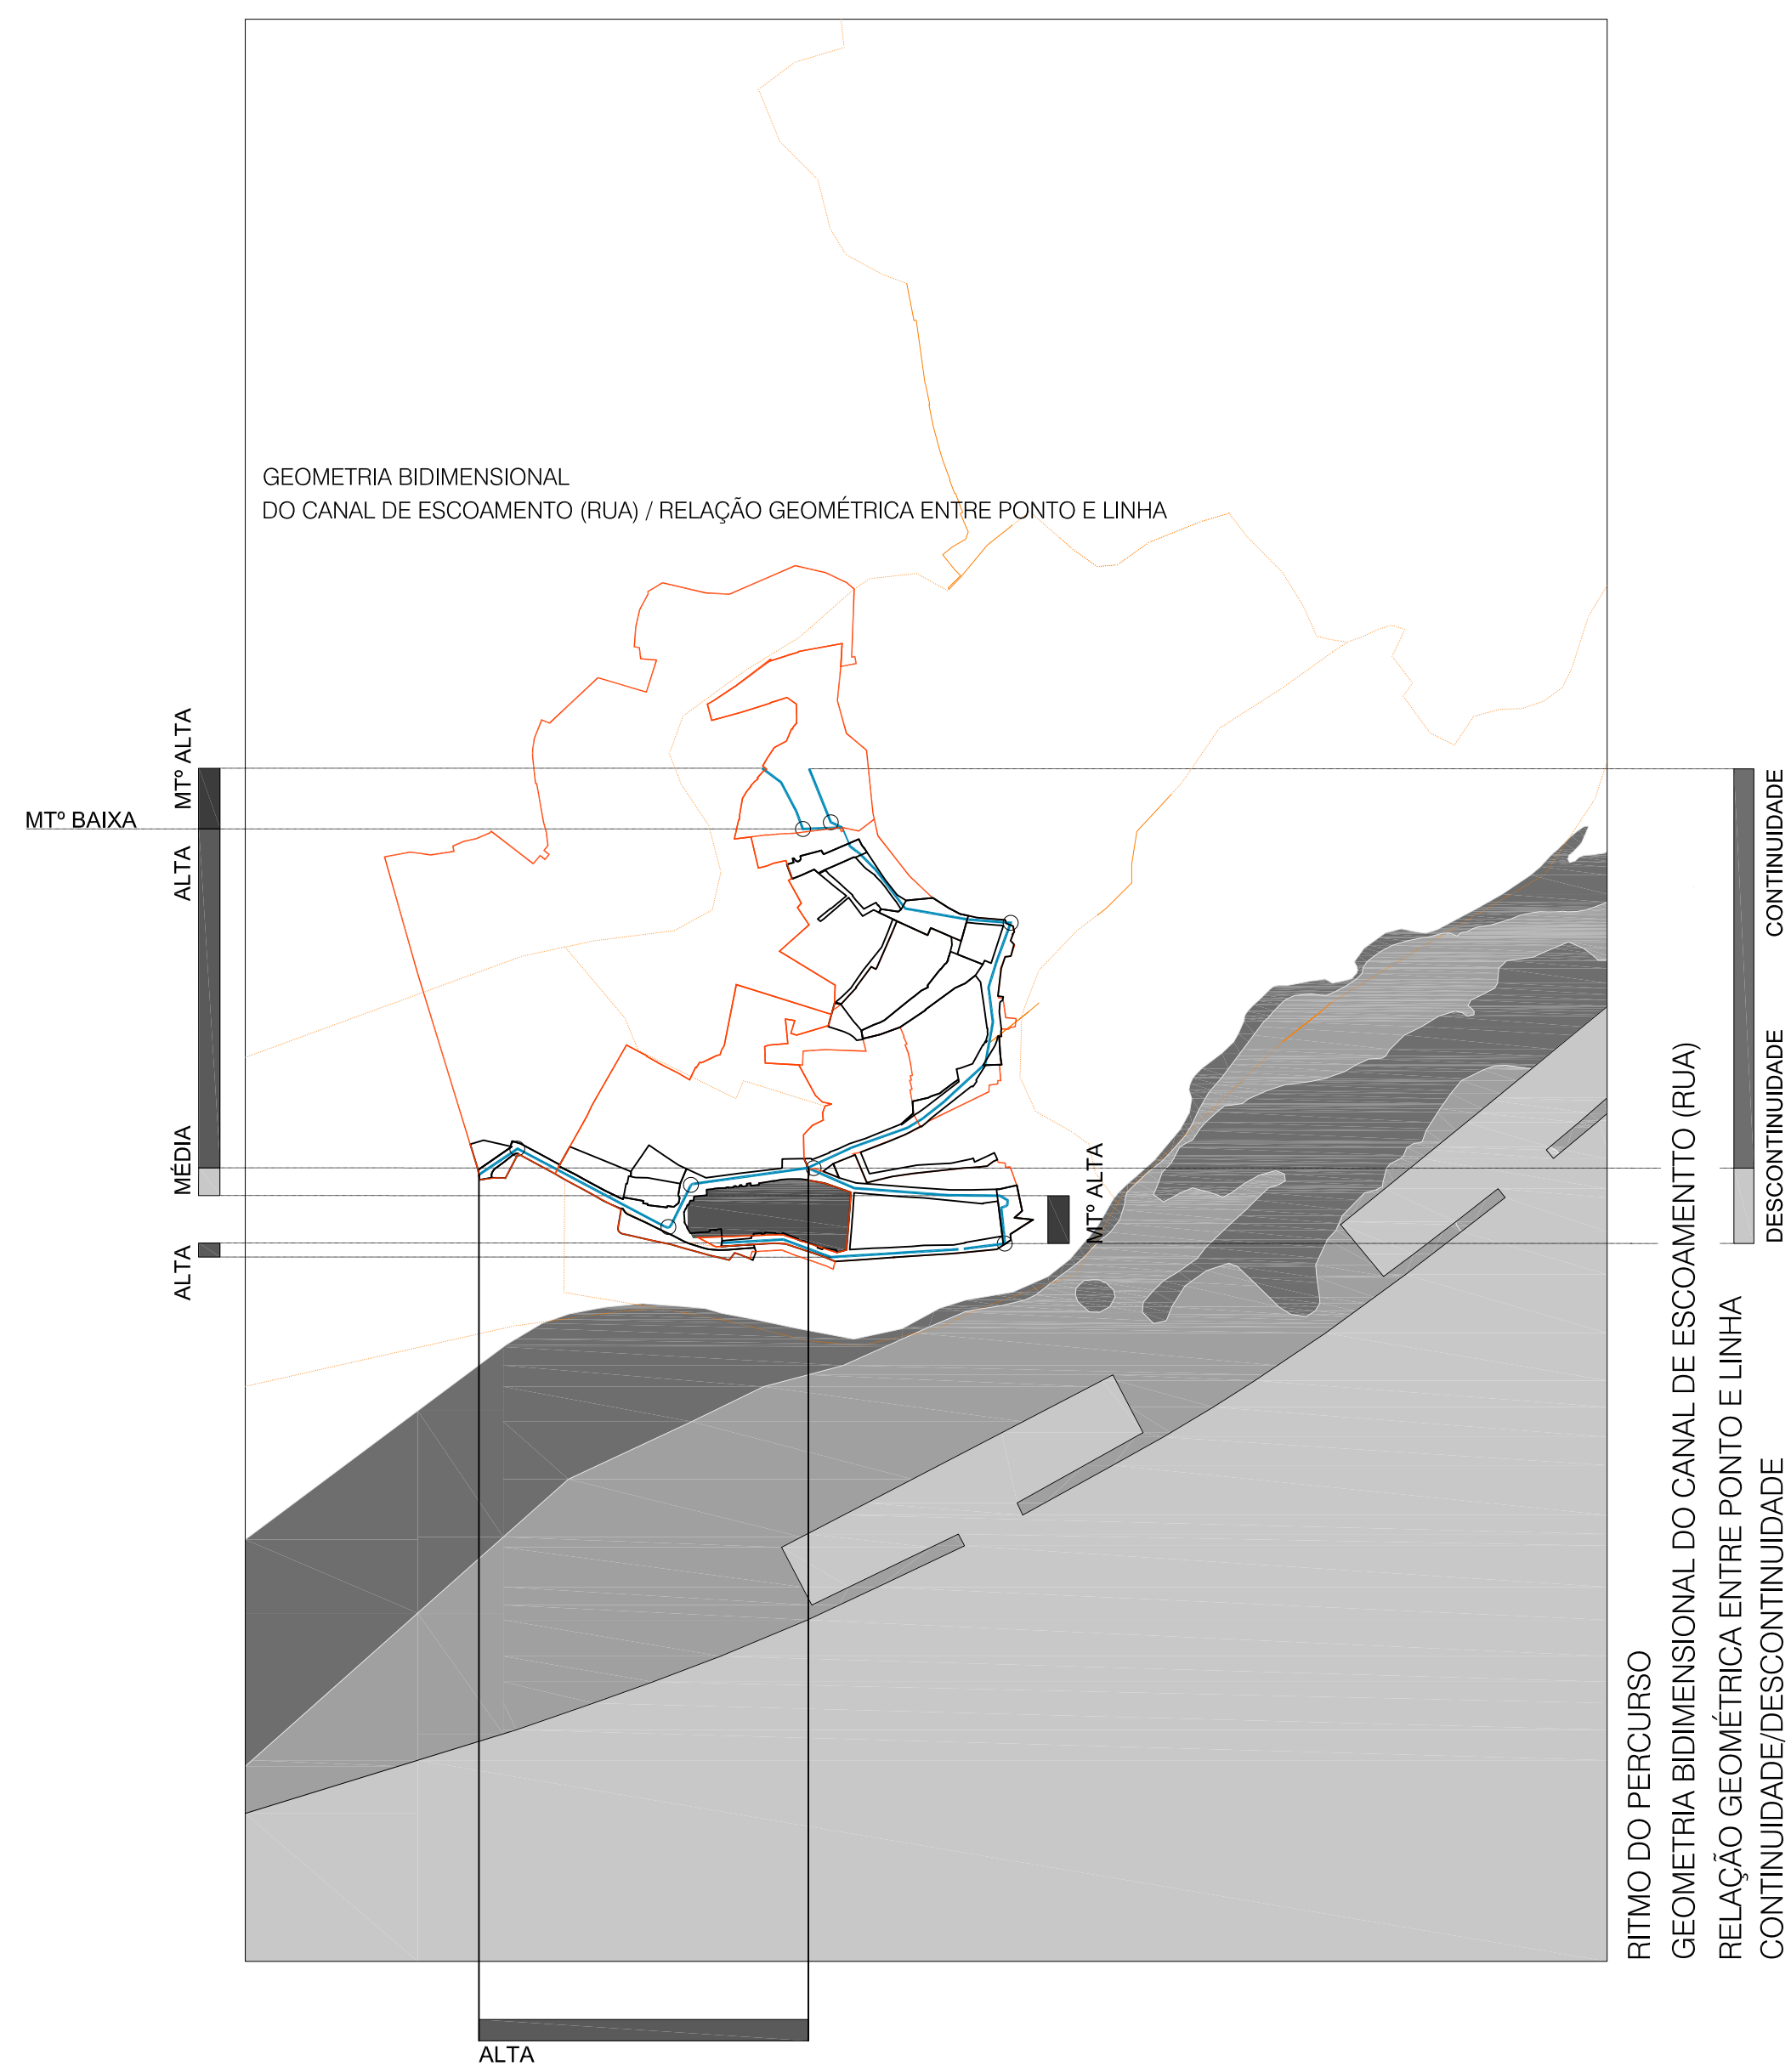 GEOMETRIA BIDIMENSIONAL
DO CANAL DE ESCOAMENTO (RUA) / RELAÇÃO GEOMÉTRICA ENTRE PONTO E LINHA
MTº ALTA
MTº BAIXA
ALTA
MÉDIA
ALTA
MTº ALTA
ALTA
CONTINUIDADE
DESCONTINUIDADE
RITMO DO PERCURSO
GEOMETRIA BIDIMENSIONAL DO CANAL DE ESCOAMENTO (RUA)
RELAÇÃO GEOMÉTRICA ENTRE PONTO E LINHA
CONTINUIDADE/DESCONTINUIDADE